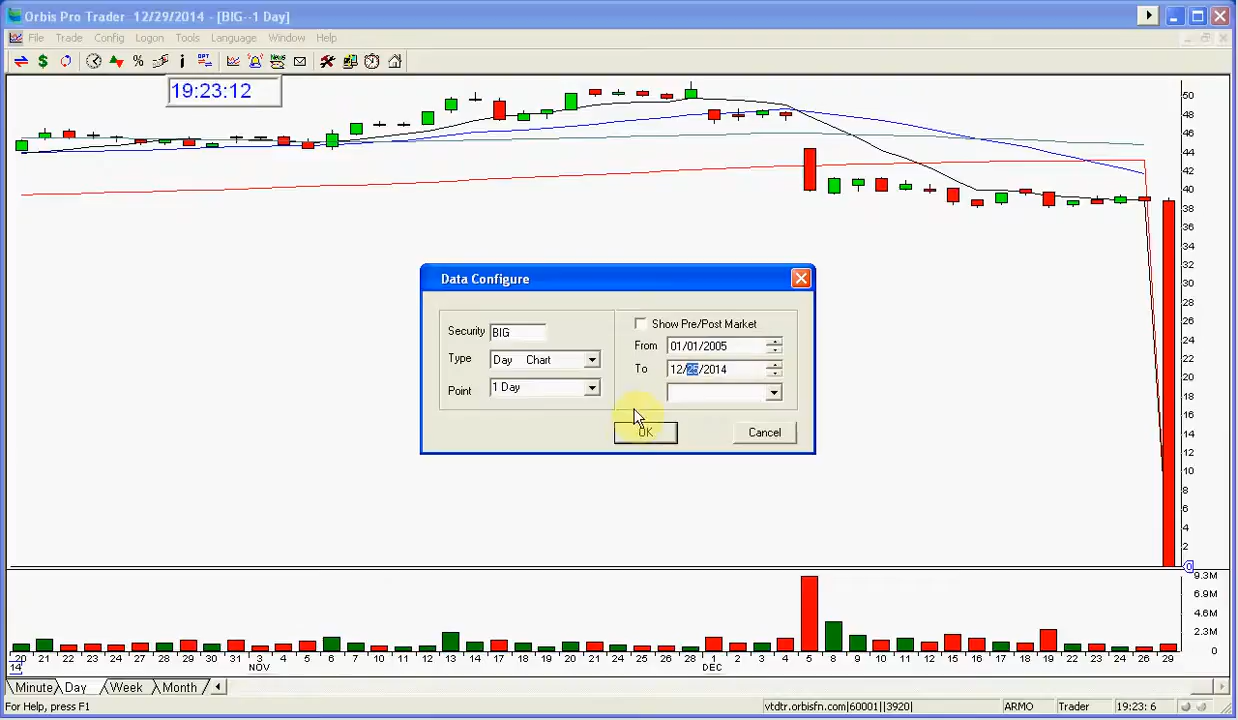 Orbis Pro Trader 12/29/2014 - [BIG--1 Day]
File Trade Config Logon Tools Language Window Help
19:23:12
50
48
46
44
42
40
38
36
34
32
30
28
26
24
22
20
18
16
14
12
10
8
6
4
2
0
Data Configure
Security BIG
Type Day Chart
Point 1 Day
Show Pre/Post Market
From 01/01/2005
To 12/25/2014
OK Cancel
9.3M
6.9M
4.6M
2.3M
0
20 21 22 23 24 27 28 29 30 31 3 4 5 6 7 10 11 12 13 14 17 18 19 20 21 24 25 26 28 1 2 3 4 5 8 9 10 11 12 15 16 17 18 19 22 23 24 26 29
14 NOV DEC
Minute Day Week Month
For Help, press F1 vtdtr.orbisfn.com|60001||3920| ARMO Trader 19:23: 6